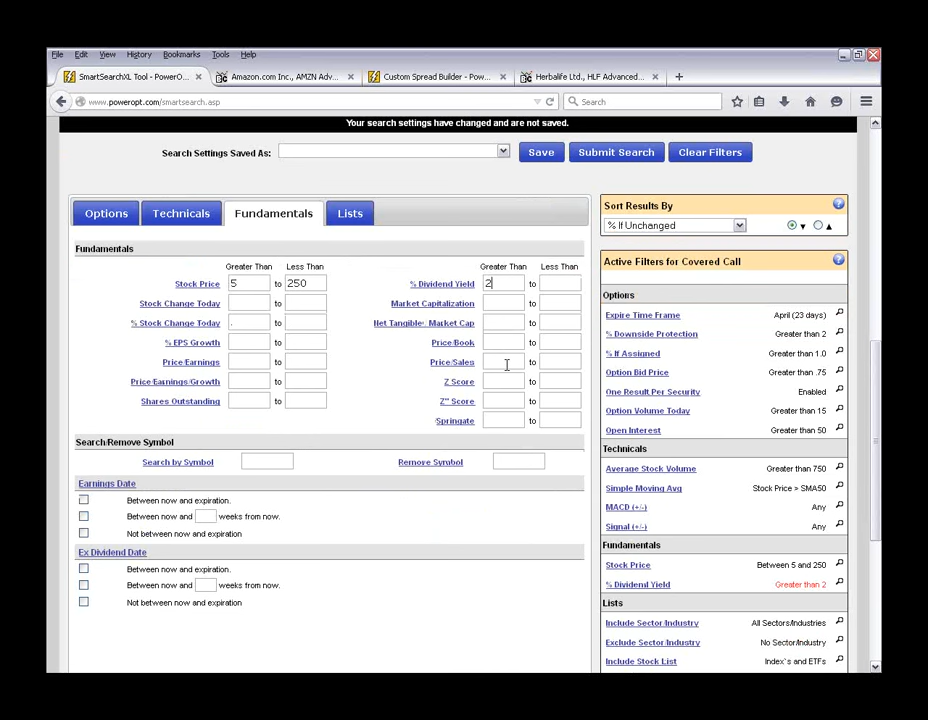 File Edit View History Bookmarks Tools Help
SmartSearchXL Tool - PowerO... × Amazon.com Inc., AMZN Adv... × Custom Spread Builder - Powe... × Herbalife Ltd., HLF Advanced... × +
www.poweropt.com/smartsearch.asp Search
Your search settings have changed and are not saved.
Search Settings Saved As: Save Submit Search Clear Filters
Options Technicals Fundamentals Lists
Fundamentals
Greater Than Less Than Greater Than Less Than
Stock Price 5 to 250 % Dividend Yield 2 to
Stock Change Today to Market Capitalization to
% Stock Change Today . to Net Tangible Market Cap to
% EPS Growth to Price/Book to
Price/Earnings to Price/Sales to
Price/Earnings/Growth to Z Score to
Shares Outstanding to Z" Score to
Springate to
Search/Remove Symbol
Search by Symbol Remove Symbol
Earnings Date
Between now and expiration.
Between now and weeks from now.
Not between now and expiration
Ex Dividend Date
Between now and expiration.
Between now and weeks from now.
Not between now and expiration
Sort Results By ?
% If Unchanged ▼ ▲
Active Filters for Covered Call ?
Options
Expire Time Frame April (23 days)
% Downside Protection Greater than 2
% If Assigned Greater than 1.0
Option Bid Price Greater than .75
One Result Per Security Enabled
Option Volume Today Greater than 15
Open Interest Greater than 50
Technicals
Average Stock Volume Greater than 750
Simple Moving Avg Stock Price > SMA50
MACD (+/-) Any
Signal (+/-) Any
Fundamentals
Stock Price Between 5 and 250
% Dividend Yield Greater than 2
Lists
Include Sector/Industry All Sectors/Industries
Exclude Sector/Industry No Sector/Industry
Include Stock List Index`s and ETFs